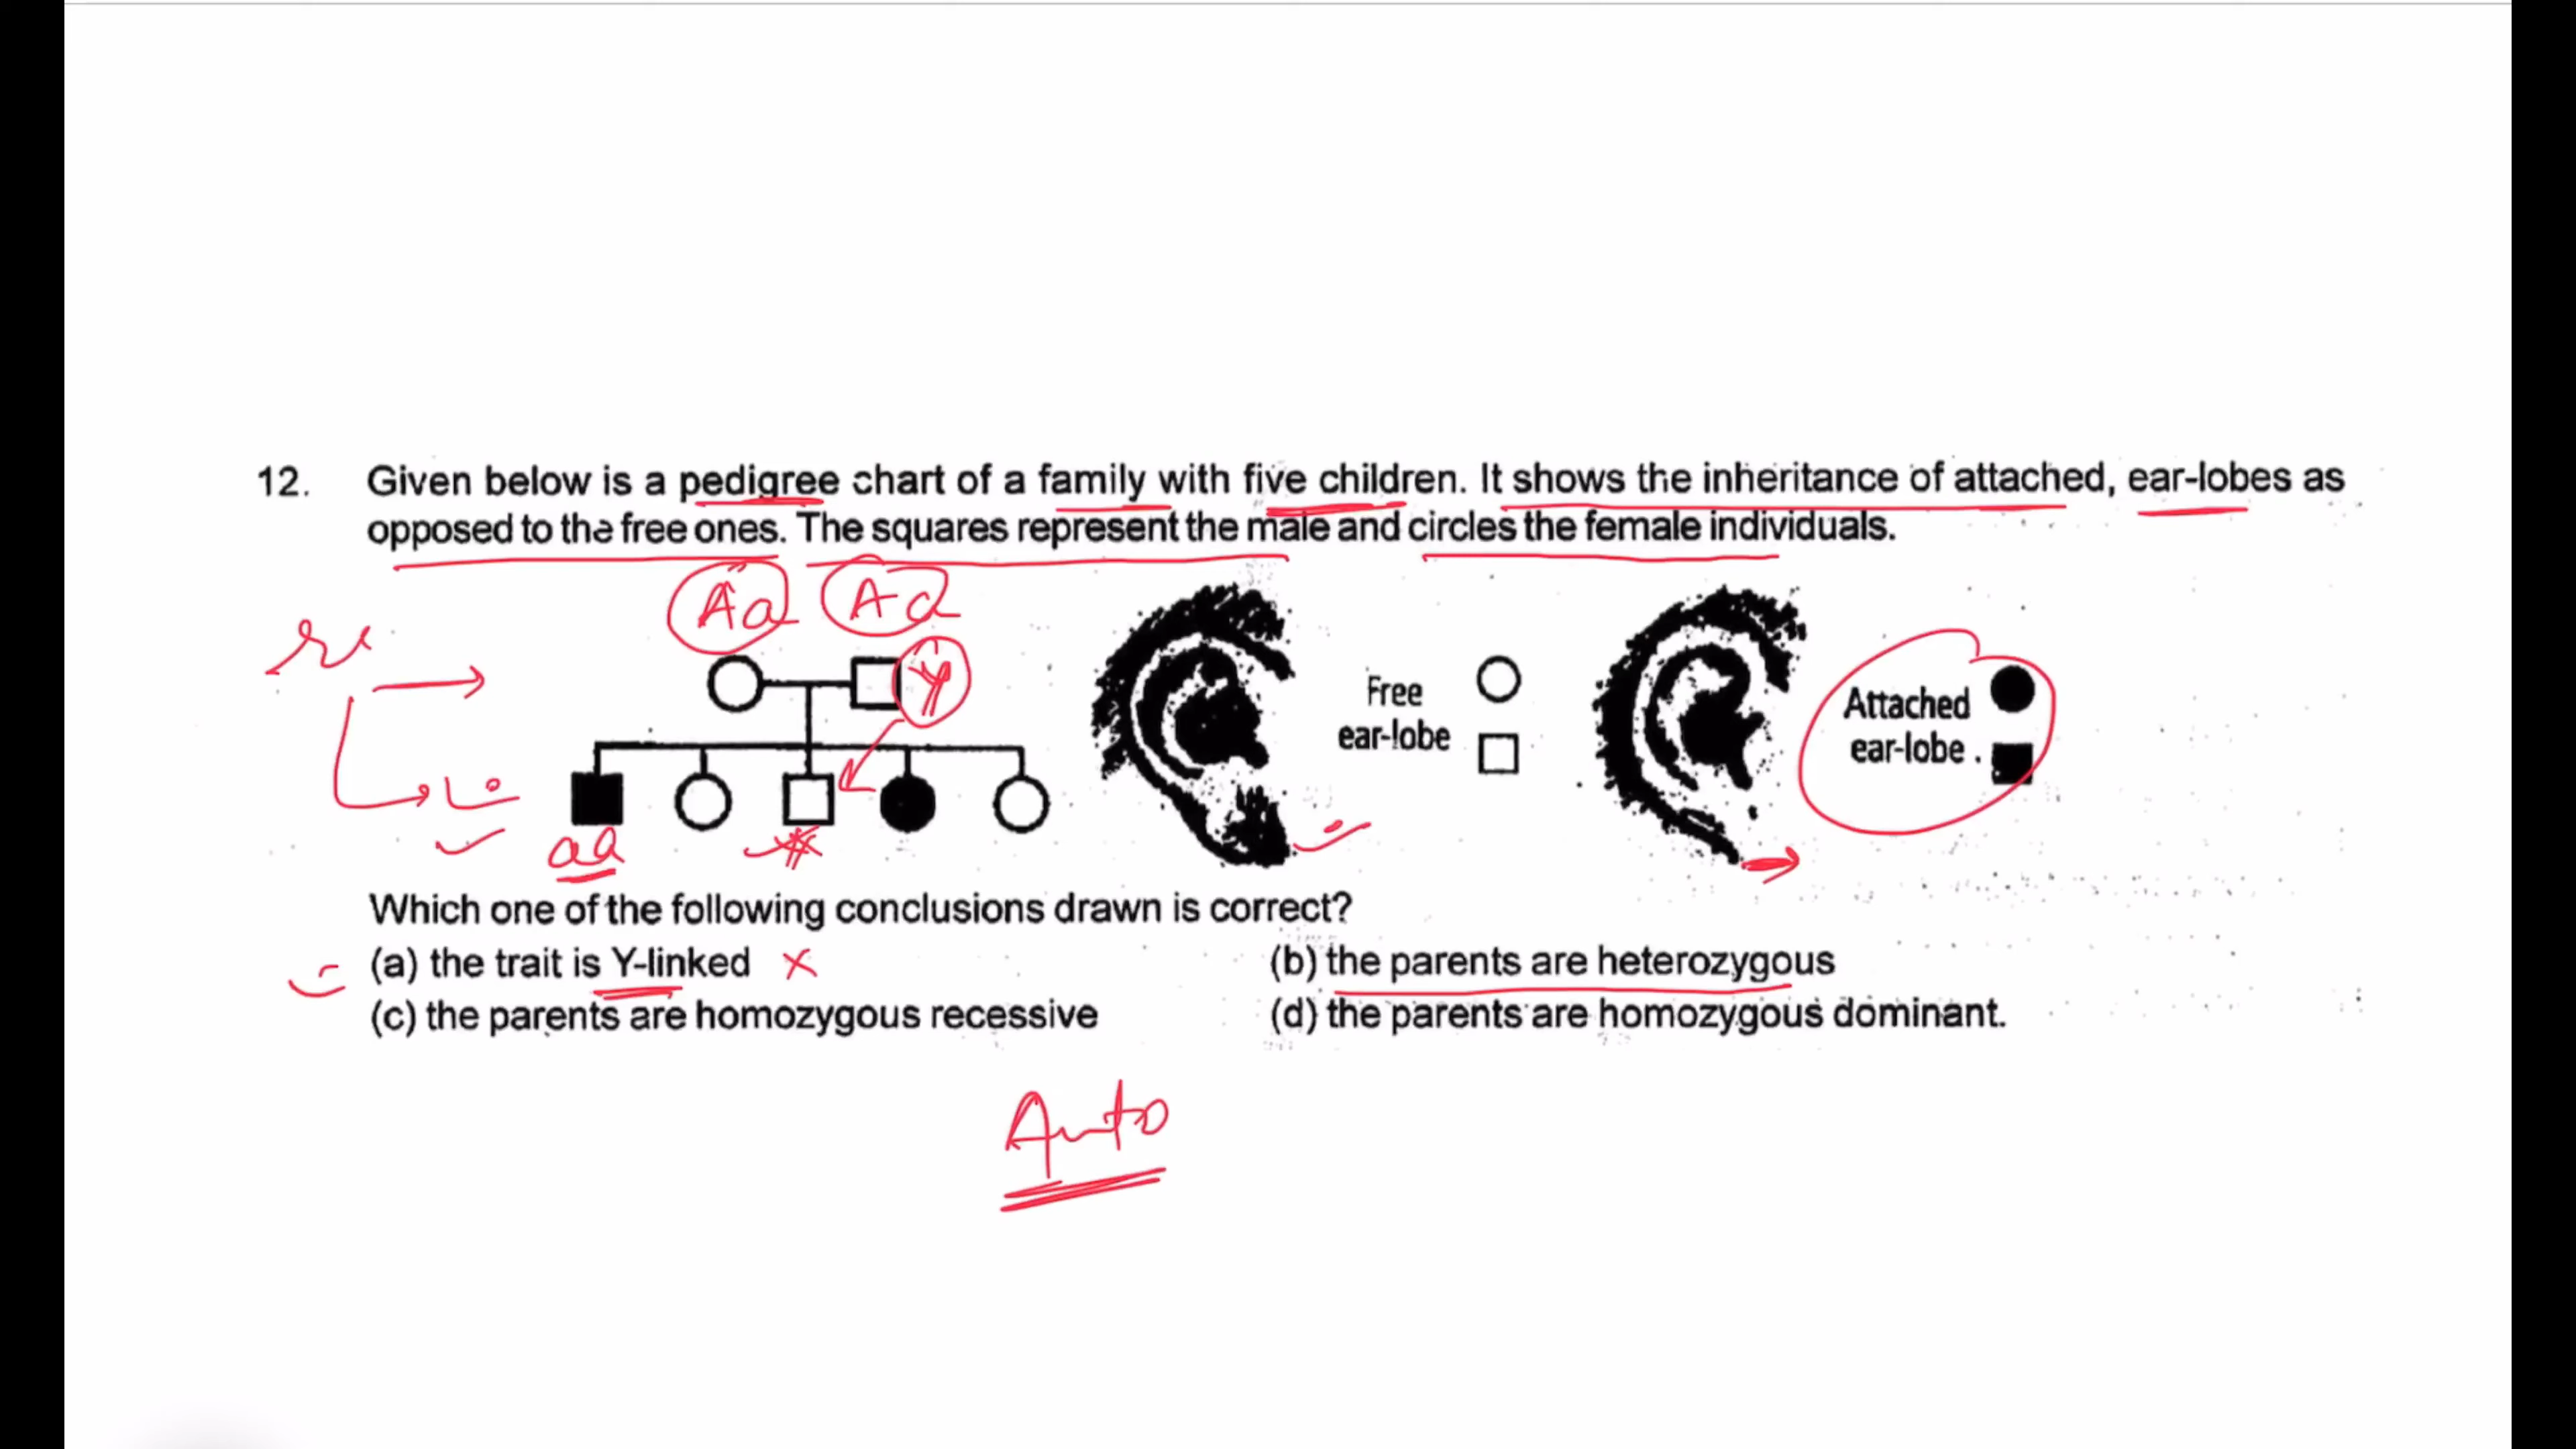 12. Given below is a pedigree chart of a family with five children. It shows the inheritance of attached, ear-lobes as
opposed to the free ones. The squares represent the male and circles the female individuals.
Aa Aa
Y
Free
ear-lobe
Attached
ear-lobe.
aa
Which one of the following conclusions drawn is correct?
(a) the trait is Y-linked x
(b) the parents are heterozygous
(c) the parents are homozygous recessive
(d) the parents are homozygous dominant.
Auto